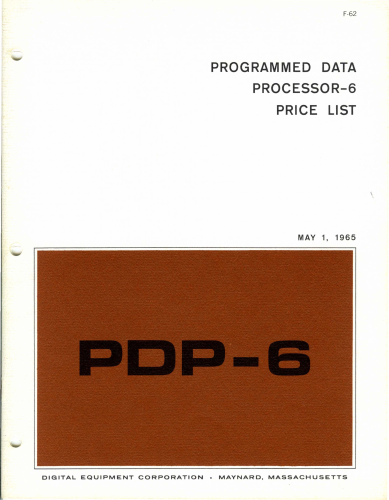 F-62
PROGRAMMED DATA
PROCESSOR-6
PRICE LIST
MAY 1, 1965
PDP-6
DIGITAL EQUIPMENT CORPORATION • MAYNARD, MASSACHUSETTS